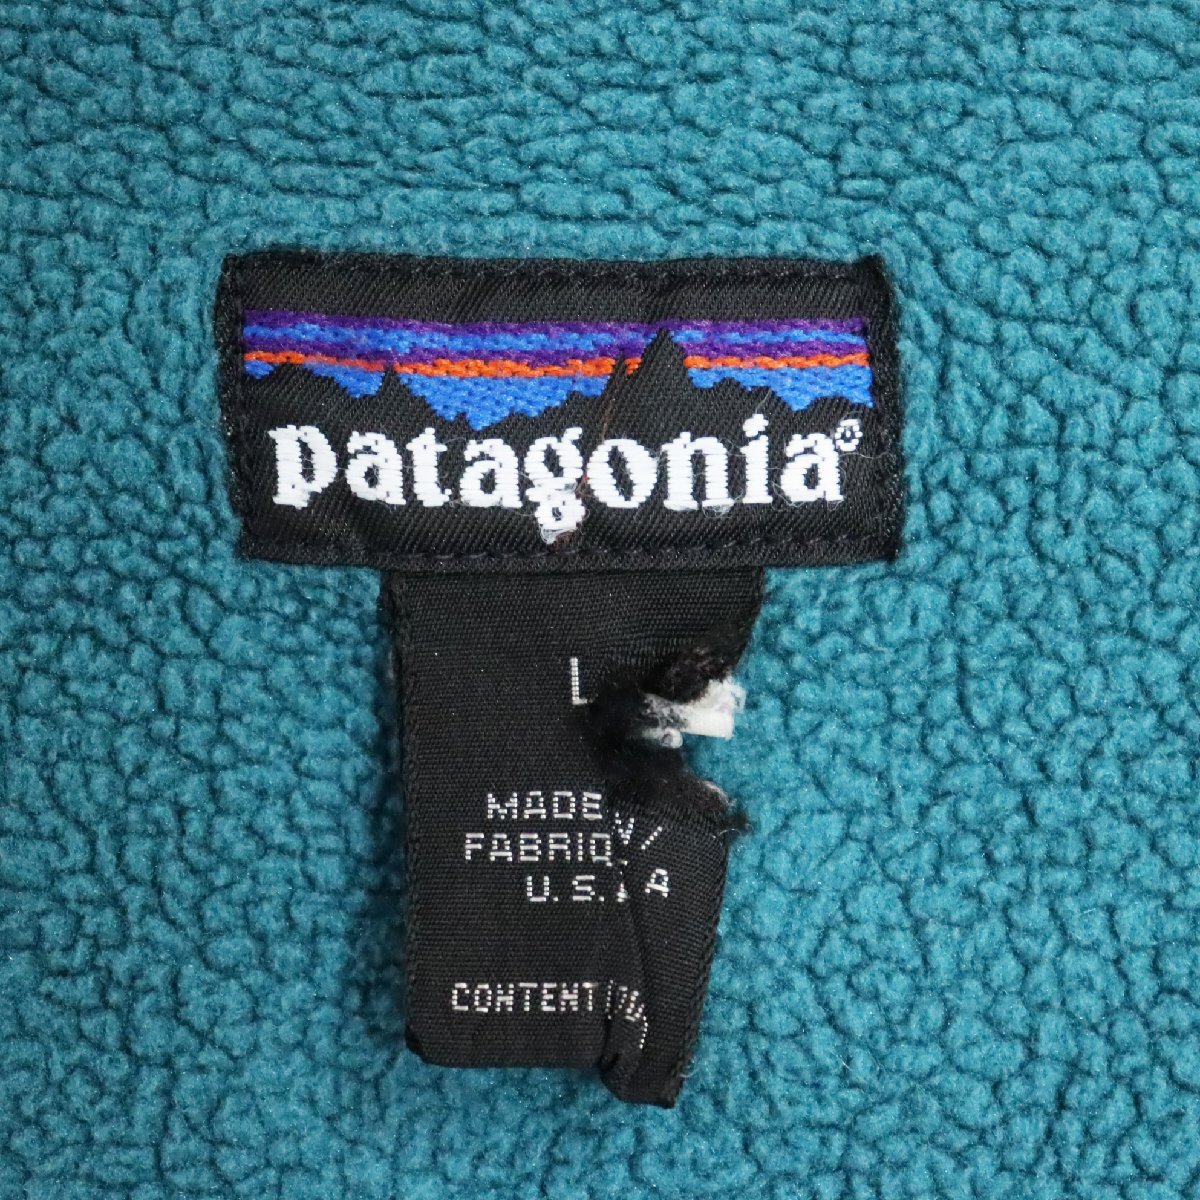 patagonia®
L
MADE
FABRIQ
U.S.A
CONTENT